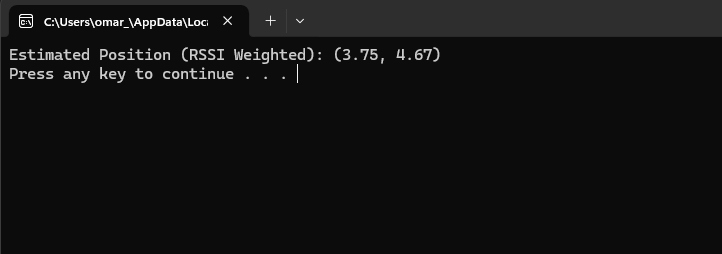 C:\Users\omar_\AppData\Loca
Estimated Position (RSSI Weighted): (3.75, 4.67)
Press any key to continue . . .